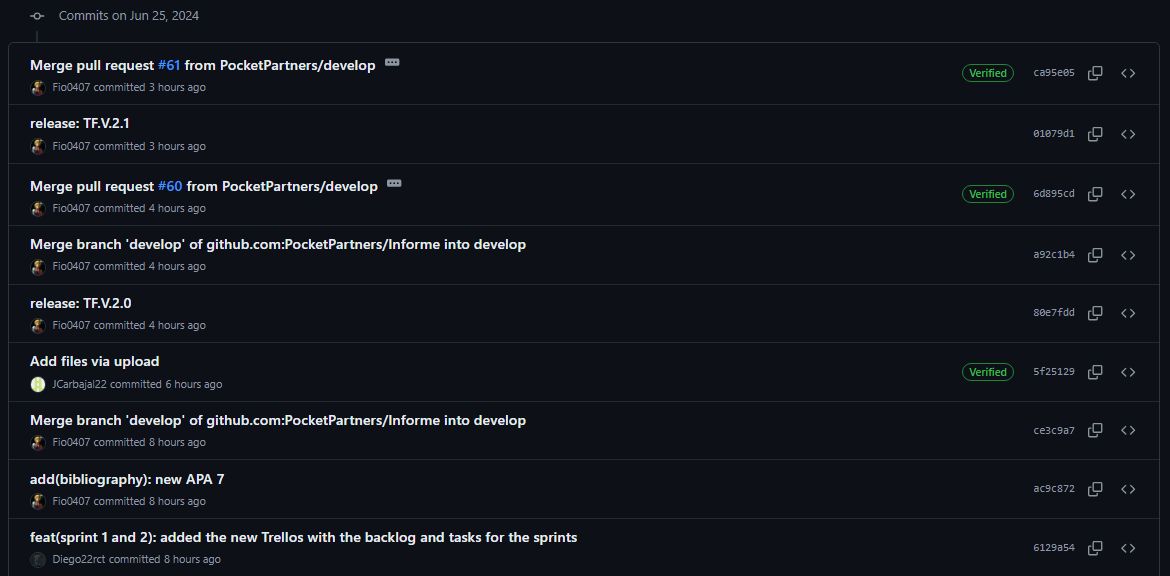 Commits on Jun 25, 2024
Merge pull request #61 from PocketPartners/develop
Verified ca95e05
Fio0407 committed 3 hours ago
release: TF.V.2.1
01079d1
Fio0407 committed 3 hours ago
Merge pull request #60 from PocketPartners/develop
Verified 6d895cd
Fio0407 committed 4 hours ago
Merge branch 'develop' of github.com:PocketPartners/Informe into develop
a92c1b4
Fio0407 committed 4 hours ago
release: TF.V.2.0
80e7fdd
Fio0407 committed 4 hours ago
Add files via upload
Verified 5f25129
JCarbajal22 committed 6 hours ago
Merge branch 'develop' of github.com:PocketPartners/Informe into develop
ce3c9a7
Fio0407 committed 8 hours ago
add(bibliography): new APA 7
ac9c872
Fio0407 committed 8 hours ago
feat(sprint 1 and 2): added the new Trellos with the backlog and tasks for the sprints
6129a54
Diego22rct committed 8 hours ago